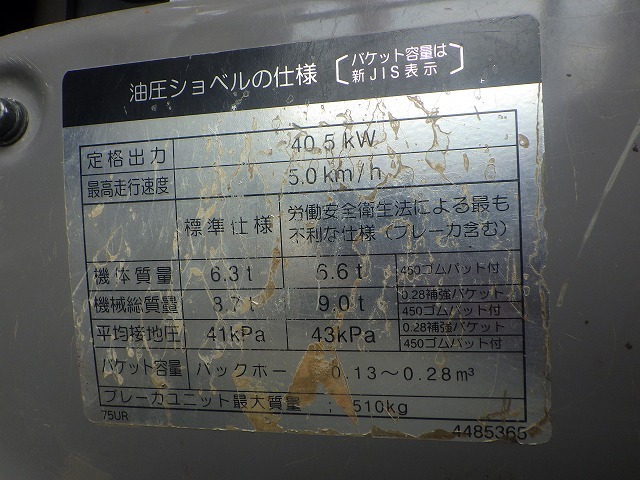 油圧ショベルの仕様 〔バケット容量は
新JIS表示〕
定格出力 40.5kW
最高走行速度 5.0km/h
標準仕様 労働安全衛生法による最も
不利な仕様(ブレーカ含む)
機体質量 6.3t 6.6t 450ゴムパット付
機械総質量 8.7t 9.0t 0.28補強バケット
450ゴムパット付
平均接地圧 41kPa 43kPa 0.28補強バケット
450ゴムパット付
バケット容量 バックホー 0.13〜0.28m³
ブレーカユニット最大質量 : 510kg
75UR 4485365